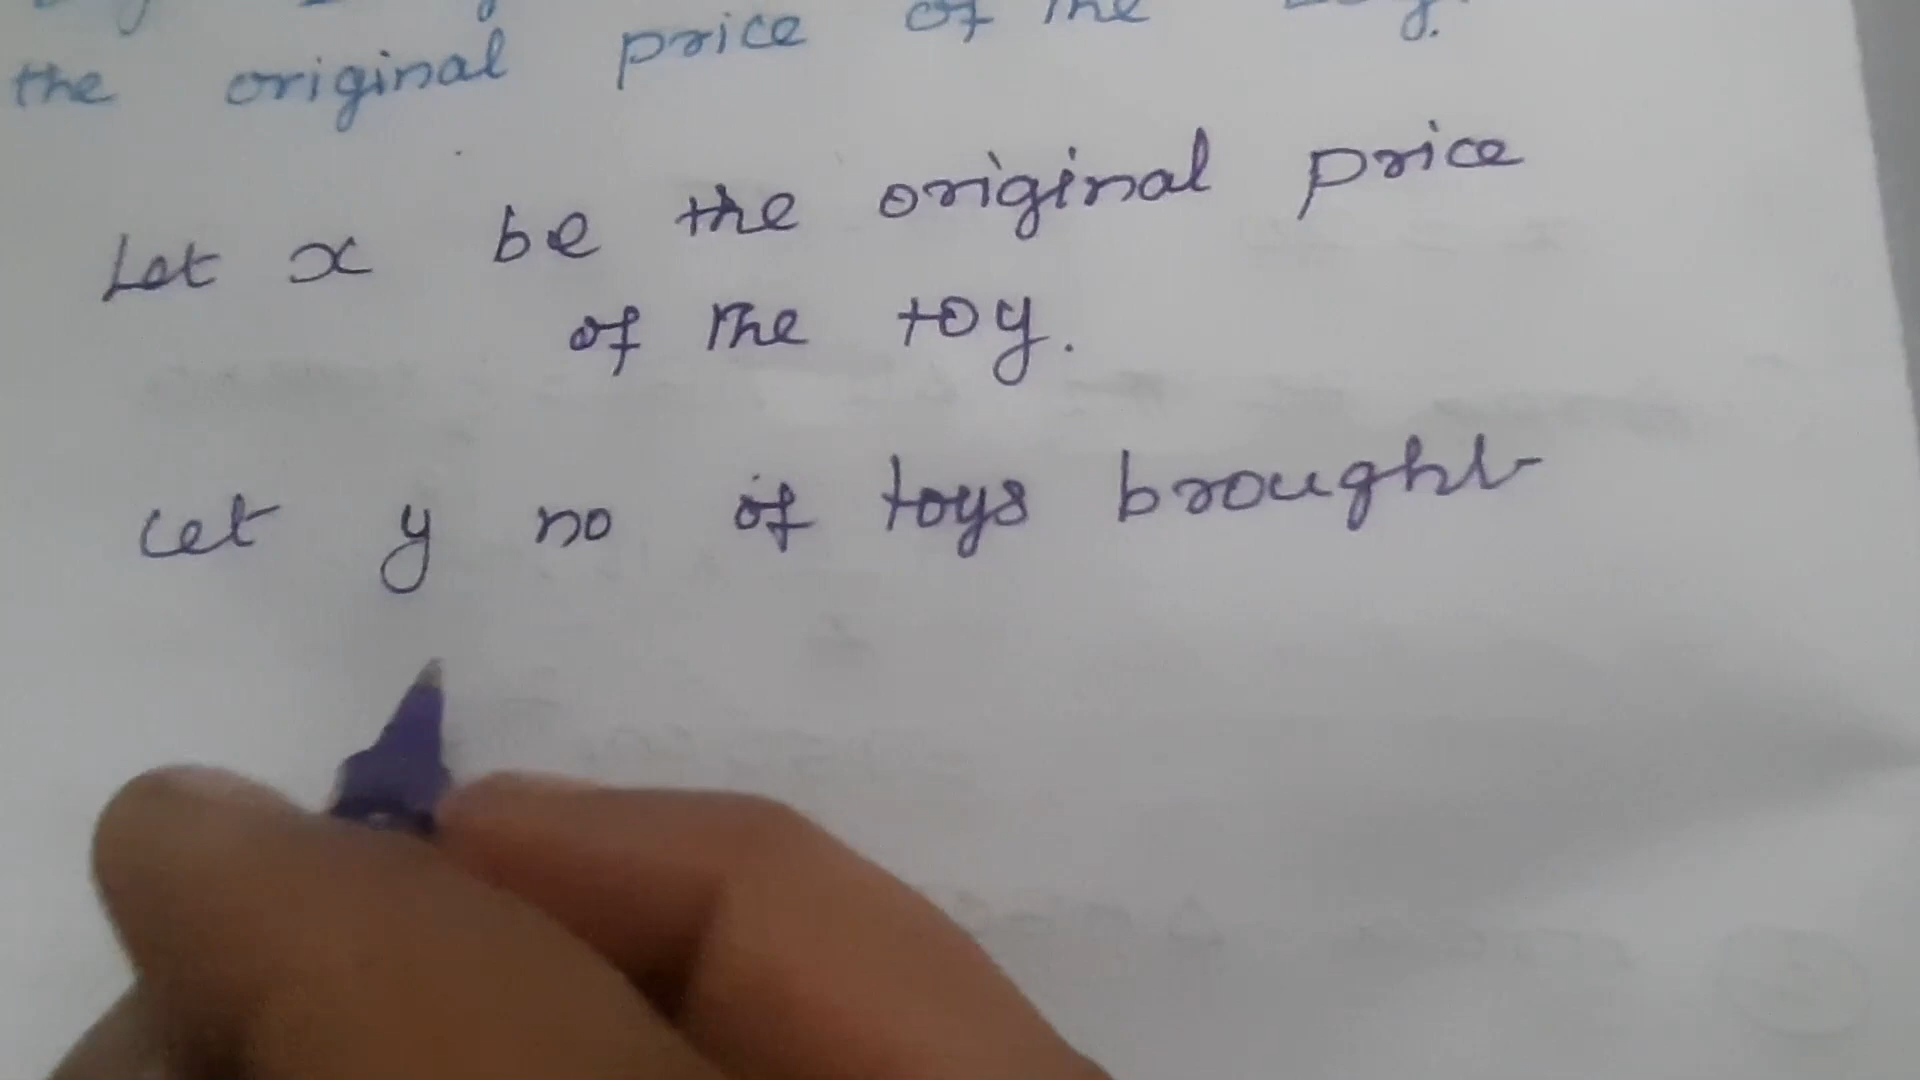 the original price of the
Let x be the original price
of the toy.
Let y no of toys brought